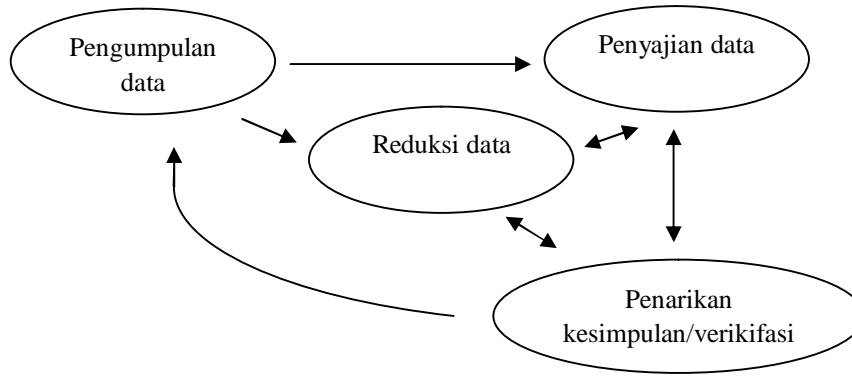 Pengumpulan
data
Penyajian data
Reduksi data
Penarikan
kesimpulan/verikifasi